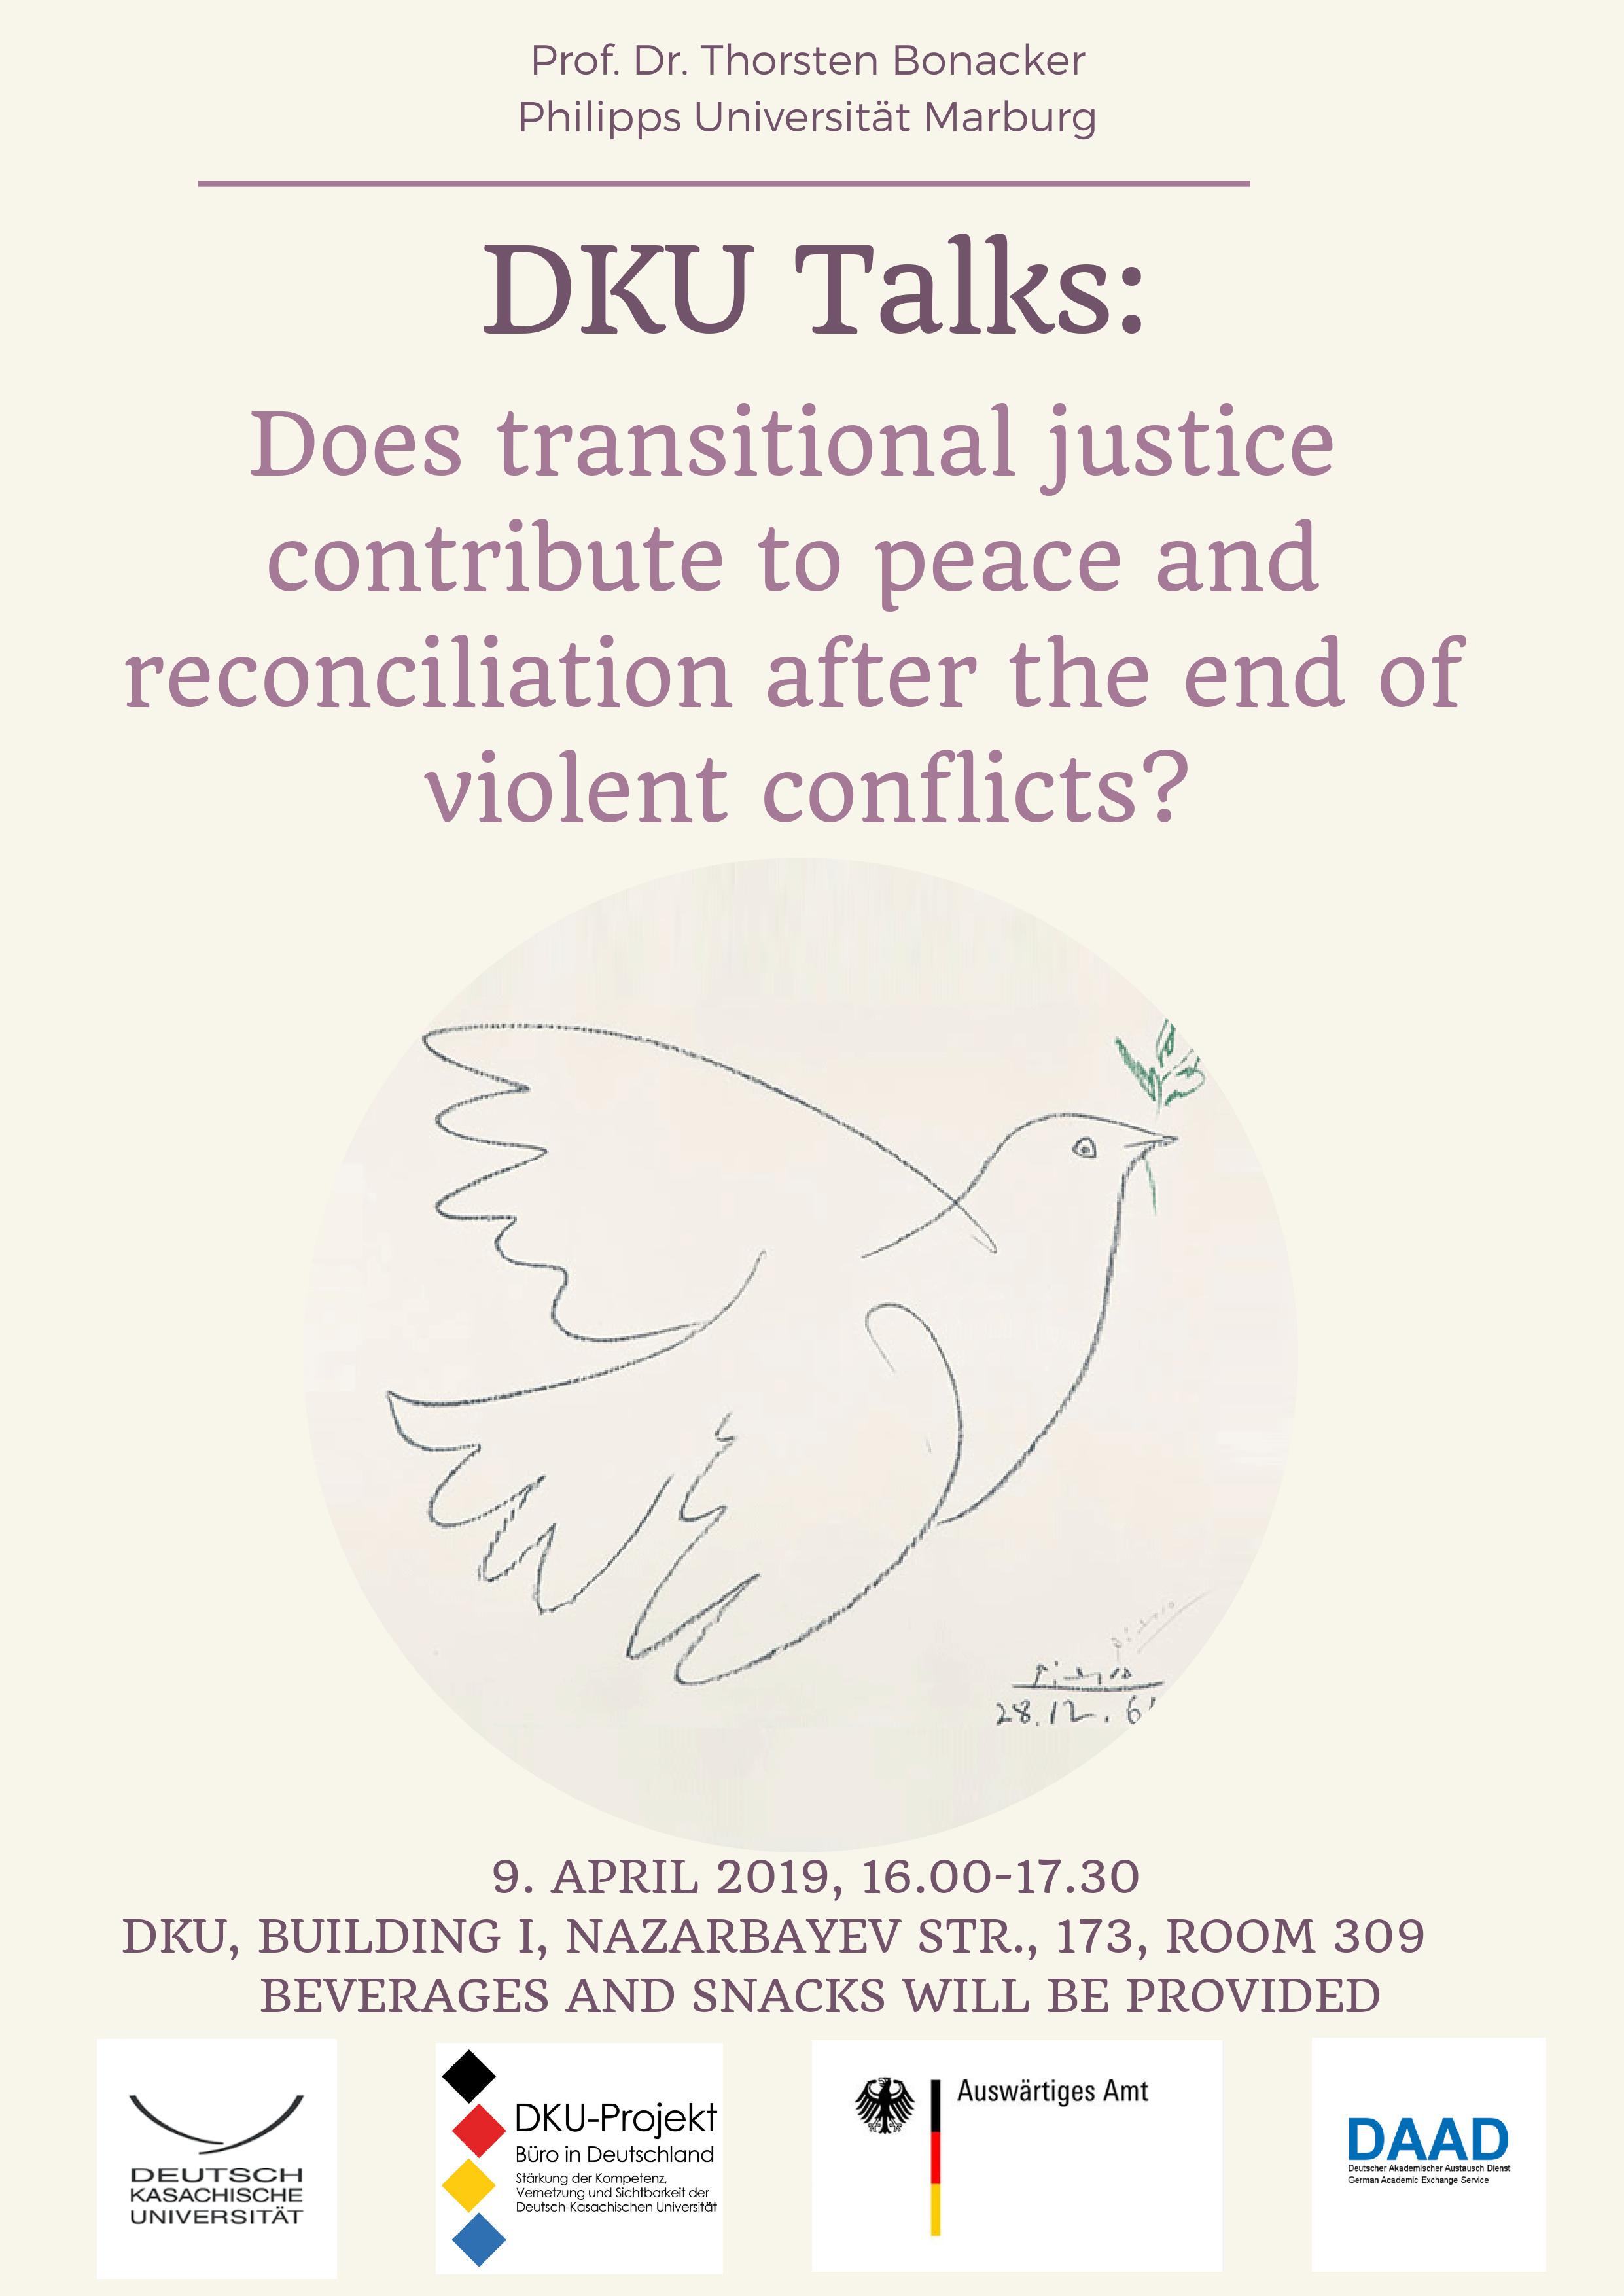 Prof. Dr. Thorsten Bonacker
Philipps Universität Marburg
DKU Talks:
Does transitional justice
contribute to peace and
reconciliation after the end of
violent conflicts?
Picasso
28.12.6
9. APRIL 2019, 16.00-17.30
DKU, BUILDING I, NAZARBAYEV STR., 173, ROOM 309
BEVERAGES AND SNACKS WILL BE PROVIDED
DEUTSCH
KASACHISCHE
UNIVERSITÄT
DKU-Projekt
Büro in Deutschland
Stärkung der Kompetenz,
Vernetzung und Sichtbarkeit der
Deutsch-Kasachischen Universität
Auswärtiges Amt
DAAD
Deutscher Akademischer Austausch Dienst
German Academic Exchange Service